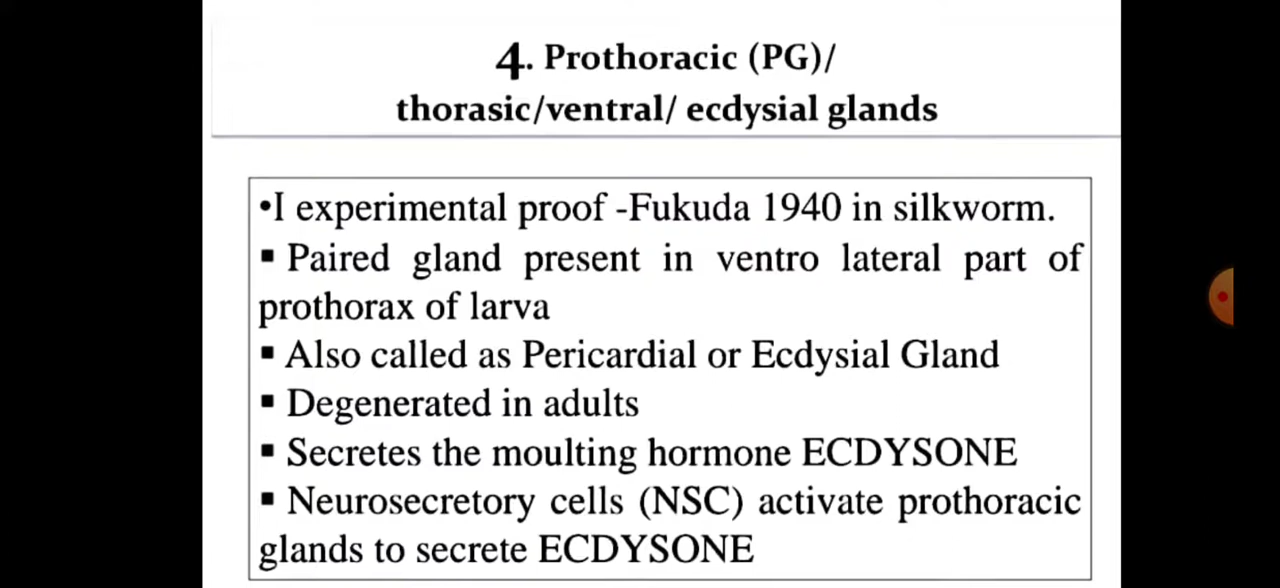 4. Prothoracic (PG)/
thorasic/ventral/ ecdysial glands
•I experimental proof -Fukuda 1940 in silkworm.
▪ Paired gland present in ventro lateral part of
prothorax of larva
▪ Also called as Pericardial or Ecdysial Gland
▪ Degenerated in adults
▪ Secretes the moulting hormone ECDYSONE
▪ Neurosecretory cells (NSC) activate prothoracic
glands to secrete ECDYSONE